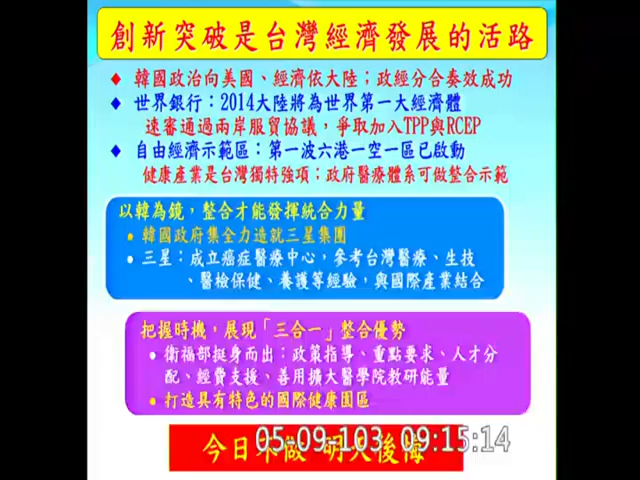 創新突破是台灣經濟發展的活路
韓國政治向美國、經濟依大陸；政經分合奏效成功
世界銀行：2014大陸將為世界第一大經濟體
速審通過兩岸服貿協議，爭取加入TPP與RCEP
自由經濟示範區：第一波六港一空一區已啟動
健康產業是台灣獨特強項；政府醫療體系可做整合示範
以韓為鏡，整合才能發揮統合力量
韓國政府集全力造就三星集團
三星：成立癌症醫療中心，參考台灣醫療、生技
、醫檢保健、養護等經驗，與國際產業結合
把握時機，展現「三合一」整合優勢
衛福部挺身而出：政策指導、重點要求、人才分
配、經費支援、善用擴大醫學院教研能量
打造具有特色的國際健康園區
今日不做 明天後悔
05-09-103 09:15:14